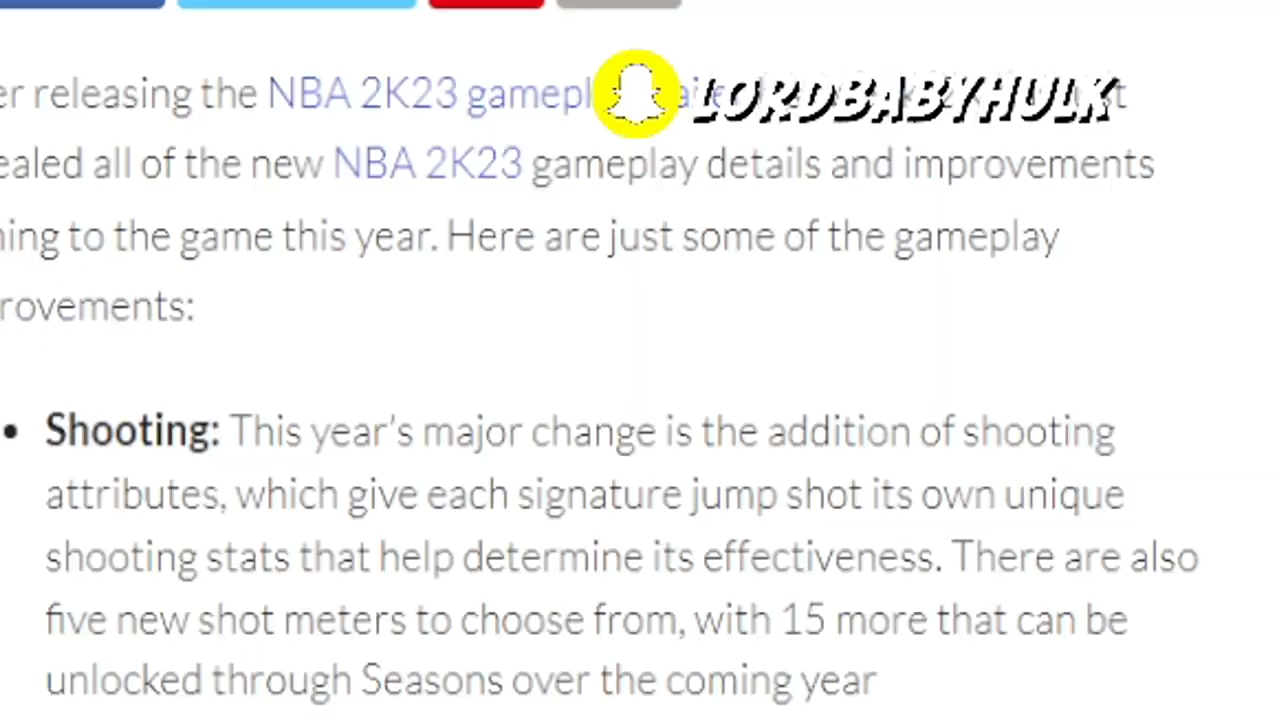 er releasing the NBA 2K23 gamepl
LORDBABYHULK
ealed all of the new NBA 2K23 gameplay details and improvements
ing to the game this year. Here are just some of the gameplay
rovements:
• Shooting: This year's major change is the addition of shooting
attributes, which give each signature jump shot its own unique
shooting stats that help determine its effectiveness. There are also
five new shot meters to choose from, with 15 more that can be
unlocked through Seasons over the coming year